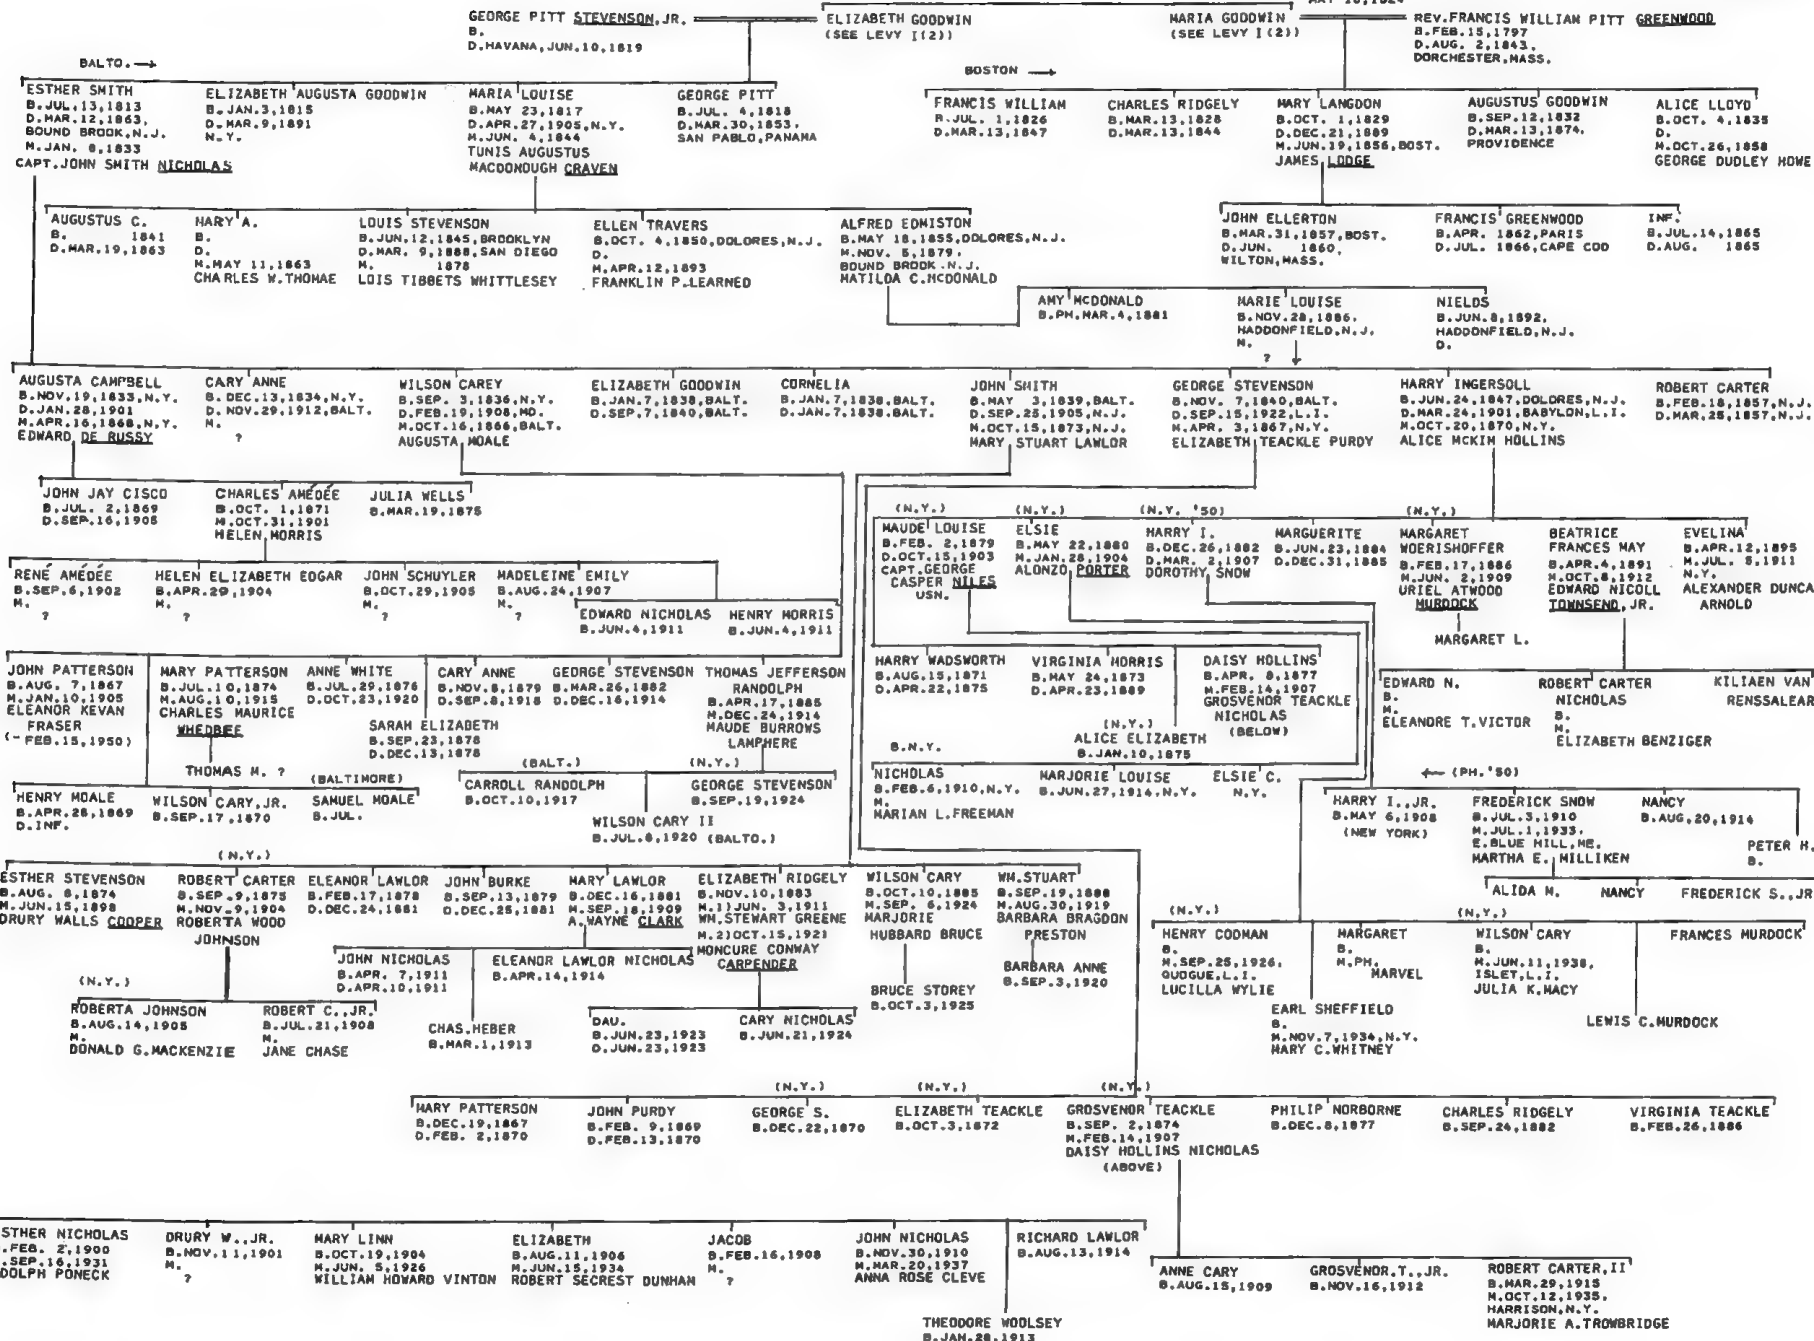 MAY 18,1824
GEORGE PITT STEVENSON,JR.
B.
D.HAVANA,JUN.10,1819
ELIZABETH GOODWIN
(SEE LEVY I(2))
MARIA GOODWIN
(SEE LEVY I(2))
REV.FRANCIS WILLIAM PITT GREENWOOD
B.FEB.15,1797
D.AUG. 2,1843.
DORCHESTER,MASS.
BALTO. →
BOSTON →
ESTHER SMITH
B.JUL.13,1813
D.MAR.12,1863,
BOUND BROOK,N.J.
M.JAN. 8,1833
CAPT.JOHN SMITH NICHOLAS
ELIZABETH AUGUSTA GOODWIN
B.JAN.3,1815
D.MAR.9,1891
N.Y.
MARIA LOUISE
B.MAY 23,1817
D.APR.27,1905,N.Y.
M.JUN. 4,1844
TUNIS AUGUSTUS
MACDONOUGH CRAVEN
GEORGE PITT
B.JUL. 4,1818
D.MAR.30,1853.
SAN PABLO,PANAMA
FRANCIS WILLIAM
B.JUL. 1,1826
D.MAR.13,1847
CHARLES RIDGELY
B.MAR.13,1828
D.MAR.13,1844
MARY LANGDON
B.OCT. 1,1829
D.DEC.21,1889
M.JUN.19,1856,BOST.
JAMES LODGE
AUGUSTUS GOODWIN
B.SEP.12,1832
D.MAR.13,1874.
PROVIDENCE
ALICE LLOYD
B.OCT. 4,1835
D.
M.OCT.26,1858
GEORGE DUDLEY HOWE
AUGUSTUS C.
B. 1841
D.MAR.19,1863
MARY A.
B.
D.
M.MAY 11,1863
CHARLES W.THOMAE
LOUIS STEVENSON
B.JUN.12,1845,BROOKLYN
D.MAR. 9,1888,SAN DIEGO
M. 1878
LOIS TIBBETS WHITTLESEY
ELLEN TRAVERS
B.OCT. 4,1850,DOLORES,N.J.
D.
M.APR.12,1893
FRANKLIN P.LEARNED
ALFRED EDMISTON
B.MAY 18,1855,DOLORES,N.J.
M.NOV. 5,1879.
BOUND BROOK.N.J.
MATILDA C.MCDONALD
JOHN ELLERTON
B.MAR.31,1857,BOST.
D.JUN. 1860,
WILTON,MASS.
FRANCIS GREENWOOD
B.APR. 1862,PARIS
D.JUL. 1866,CAPE COD
INF.
B.JUL.14,1865
D.AUG. 1865
AMY MCDONALD
B.PH.MAR.4,1881
MARIE LOUISE
B.NOV.28,1886.
HADDONFIELD,N.J.
M.
?
NIELDS
B.JUN.8,1892,
HADDONFIELD,N.J.
D.
AUGUSTA CAMPBELL
B.NOV.19,1833,N.Y.
D.JAN.28,1901
M.APR.16,1868,N.Y.
EDWARD DE RUSSY
CARY ANNE
B.DEC.13,1834,N.Y.
D.NOV.29,1912,BALT.
M.
?
WILSON CAREY
B.SEP. 3,1836,N.Y.
D.FEB.19,1908,MD.
M.OCT.16,1866,BALT.
AUGUSTA MOALE
ELIZABETH GOODWIN
B.JAN.7,1838,BALT.
D.SEP.7,1840,BALT.
CORNELIA
B.JAN.7,1838,BALT.
D.JAN.7,1838,BALT.
JOHN SMITH
B.MAY 3,1839,BALT.
D.SEP.25,1905,N.J.
M.OCT.15,1873,N.J.
MARY STUART LAWLOR
GEORGE STEVENSON
B.NOV. 7,1840,BALT.
D.SEP.15,1922,L.I.
M.APR. 3,1867,N.Y.
ELIZABETH TEACKLE PURDY
HARRY INGERSOLL
B.JUN.24,1847,DOLORES,N.J.
D.MAR.24,1901,BABYLON,L.I.
M.OCT.20,1870,N.Y.
ALICE MCKIM HOLLINS
ROBERT CARTER
B.FEB.18,1857,N.J.
D.MAR.25,1857,N.J.
JOHN JAY CISCO
B.JUL. 2,1869
D.SEP.16,1905
CHARLES AMÉDÉE
B.OCT. 1,1871
M.OCT.31,1901
HELEN MORRIS
JULIA WELLS
B.MAR.19,1875
(N.Y.)
MAUDE LOUISE
B.FEB. 2,1879
D.OCT.15,1903
CAPT.GEORGE
CASPER NILES
USN.
(N.Y.)
ELSIE
B.MAY 22,1880
M.JAN.28,1904
ALONZO PORTER
(N.Y. '50)
HARRY I.
B.DEC.26,1882
D.MAR. 2,1907
DOROTHY SNOW
MARGUERITE
B.JUN.23,1884
D.DEC.31,1885
(N.Y.)
MARGARET
WOERISHOFFER
B.FEB.17,1886
M.JUN. 2,1909
URIEL ATWOOD
MURDOCK
BEATRICE
FRANCES MAY
B.APR.4,1891
M.OCT.8,1912
EDWARD NICOLL
TOWNSEND,JR.
EVELINA
B.APR.12,1895
M.JUL. 5,1911
N.Y.
ALEXANDER DUNCA
ARNOLD
MARGARET L.
RENÉ AMÉDÉE
B.SEP.6,1902
M.
?
HELEN ELIZABETH EDGAR
B.APR.29,1904
M.
?
JOHN SCHUYLER
B.OCT.29,1905
M.
?
MADELEINE EMILY
B.AUG.24,1907
M.
?
EDWARD NICHOLAS
B.JUN.4,1911
HENRY MORRIS
B.JUN.4,1911
JOHN PATTERSON
B.AUG. 7,1867
M.JAN.10,1905
ELEANOR KEVAN
FRASER
(- FEB.15,1950)
MARY PATTERSON
B.JUL.10,1874
M.AUG.10,1915
CHARLES MAURICE
WHEDBEE
THOMAS M. ?
ANNE WHITE
B.JUL.29,1876
D.OCT.23,1920
SARAH ELIZABETH
B.SEP.23,1878
D.DEC.13,1878
CARY ANNE
B.NOV.8,1879
D.SEP.8,1918
GEORGE STEVENSON
B.MAR.26,1882
D.DEC.16,1914
THOMAS JEFFERSON
RANDOLPH
B.APR.17,1885
M.DEC.24,1914
MAUDE BURROWS
LAMPHERE
HARRY WADSWORTH
B.AUG.15,1871
D.APR.22,1875
VIRGINIA MORRIS
B.MAY 24,1873
D.APR.23,1889
DAISY HOLLINS
B.APR. 8,1877
M.FEB.14,1907
GROSVENOR TEACKLE
NICHOLAS
(BELOW)
(N.Y.)
ALICE ELIZABETH
B.JAN.10,1875
EDWARD N.
B.
M.
ELEANORE T.VICTOR
ROBERT CARTER
NICHOLAS
B.
M.
ELIZABETH BENZIGER
KILIAEN VAN
RENSSALEAR
HENRY MOALE
B.APR.28,1869
D.INF.
WILSON CARY,JR.
B.SEP.17,1870
(BALTIMORE)
SAMUEL MOALE
B.JUL.
(BALT.)
CARROLL RANDOLPH
B.OCT.10,1917
WILSON CARY II
B.JUL.8,1920 (BALTO.)
(N.Y.)
GEORGE STEVENSON
B.SEP.19,1924
B.N.Y.
NICHOLAS
B.FEB.6,1910,N.Y.
M.
MARIAN L.FREEMAN
MARJORIE LOUISE
B.JUN.27,1914,N.Y.
ELSIE C.
N.Y.
← (PH.'50)
HARRY I.,JR.
B.MAY 6,1908
(NEW YORK)
FREDERICK SNOW
B.JUL.3,1910
M.JUL.1,1933.
E.BLUE HILL,ME.
MARTHA E. MILLIKEN
NANCY
B.AUG.20,1914
PETER H.
B.
ALIDA M.
NANCY
FREDERICK S.,JR
ESTHER STEVENSON
B.AUG. 8,1874
M.JUN.15,1898
DRURY WALLS COOPER
(N.Y.)
ROBERT CARTER
B.SEP.9,1875
M.NOV.9,1904
ROBERTA WOOD
JOHNSON
ELEANOR LAWLOR
B.FEB.17,1878
D.DEC.24,1881
JOHN BURKE
B.SEP.13,1879
D.DEC.25,1881
MARY LAWLOR
B.DEC.16,1881
M.SEP.18,1909
A.WAYNE CLARK
ELIZABETH RIDGELY
B.NOV.10,1883
M.1)JUN. 3,1911
WM.STEWART GREENE
M.2)OCT.15,1921
MONCURE CONWAY
CARPENDER
WILSON CARY
B.OCT.10,1885
M.SEP. 6,1924
MARJORIE
HUBBARD BRUCE
WM.STUART
B.SEP.19,1888
M.AUG.30,1919
BARBARA BRAGDON
PRESTON
BARBARA ANNE
B.SEP.3,1920
BRUCE STOREY
B.OCT.3,1925
(N.Y.)
HENRY CODMAN
B.
M.SEP.25,1926,
QUOGUE,L.I.
LUCILLA WYLIE
MARGARET
B.
M.PH.
MARVEL
(N.Y.)
WILSON CARY
B.
M.JUN.11,1938,
ISLET,L.I.
JULIA K.MACY
FRANCES MURDOCK
EARL SHEFFIELD
B.
M.NOV.7,1934,N.Y.
MARY C.WHITNEY
LEWIS C.MURDOCK
(N.Y.)
ROBERTA JOHNSON
B.AUG.14,1905
M.
DONALD G.MACKENZIE
ROBERT C.,JR.
B.JUL.21,1908
M.
JANE CHASE
JOHN NICHOLAS
B.APR. 7,1911
D.APR.10,1911
CHAS.HEBER
B.MAR.1,1913
ELEANOR LAWLOR NICHOLAS
B.APR.14,1914
DAU.
B.JUN.23,1923
D.JUN.23,1923
CARY NICHOLAS
B.JUN.21,1924
MARY PATTERSON
B.DEC.19,1867
D.FEB. 2,1870
JOHN PURDY
B.FEB. 9,1869
D.FEB.13,1870
(N.Y.)
GEORGE S.
B.DEC.22,1870
(N.Y.)
ELIZABETH TEACKLE
B.OCT.3,1872
(N.Y.)
GROSVENOR TEACKLE
B.SEP. 2,1874
M.FEB.14,1907
DAISY HOLLINS NICHOLAS
(ABOVE)
PHILIP NORBORNE
B.DEC.8,1877
CHARLES RIDGELY
B.SEP.24,1882
VIRGINIA TEACKLE
B.FEB.26,1886
STHER NICHOLAS
.FEB. 2,1900
.SEP.16,1931
DOLPH PONECK
DRURY W.,JR.
B.NOV.11,1901
M.
?
MARY LINN
B.OCT.19,1904
M.JUN. 5,1926
WILLIAM HOWARD VINTON
ELIZABETH
B.AUG.11,1906
M.JUN.15,1934
ROBERT SECREST DUNHAM
JACOB
B.FEB.16,1908
M.
?
JOHN NICHOLAS
B.NOV.30,1910
M.MAR.20,1937
ANNA ROSE CLEVE
THEODORE WOOLSEY
B.JAN.28,1913
RICHARD LAWLOR
B.AUG.13,1914
ANNE CARY
B.AUG.15,1909
GROSVENOR.T.,JR.
B.NOV.16,1912
ROBERT CARTER,II
B.MAR.29,1915
M.OCT.12,1935.
HARRISON,N.Y.
MARJORIE A.TROWBRIDGE